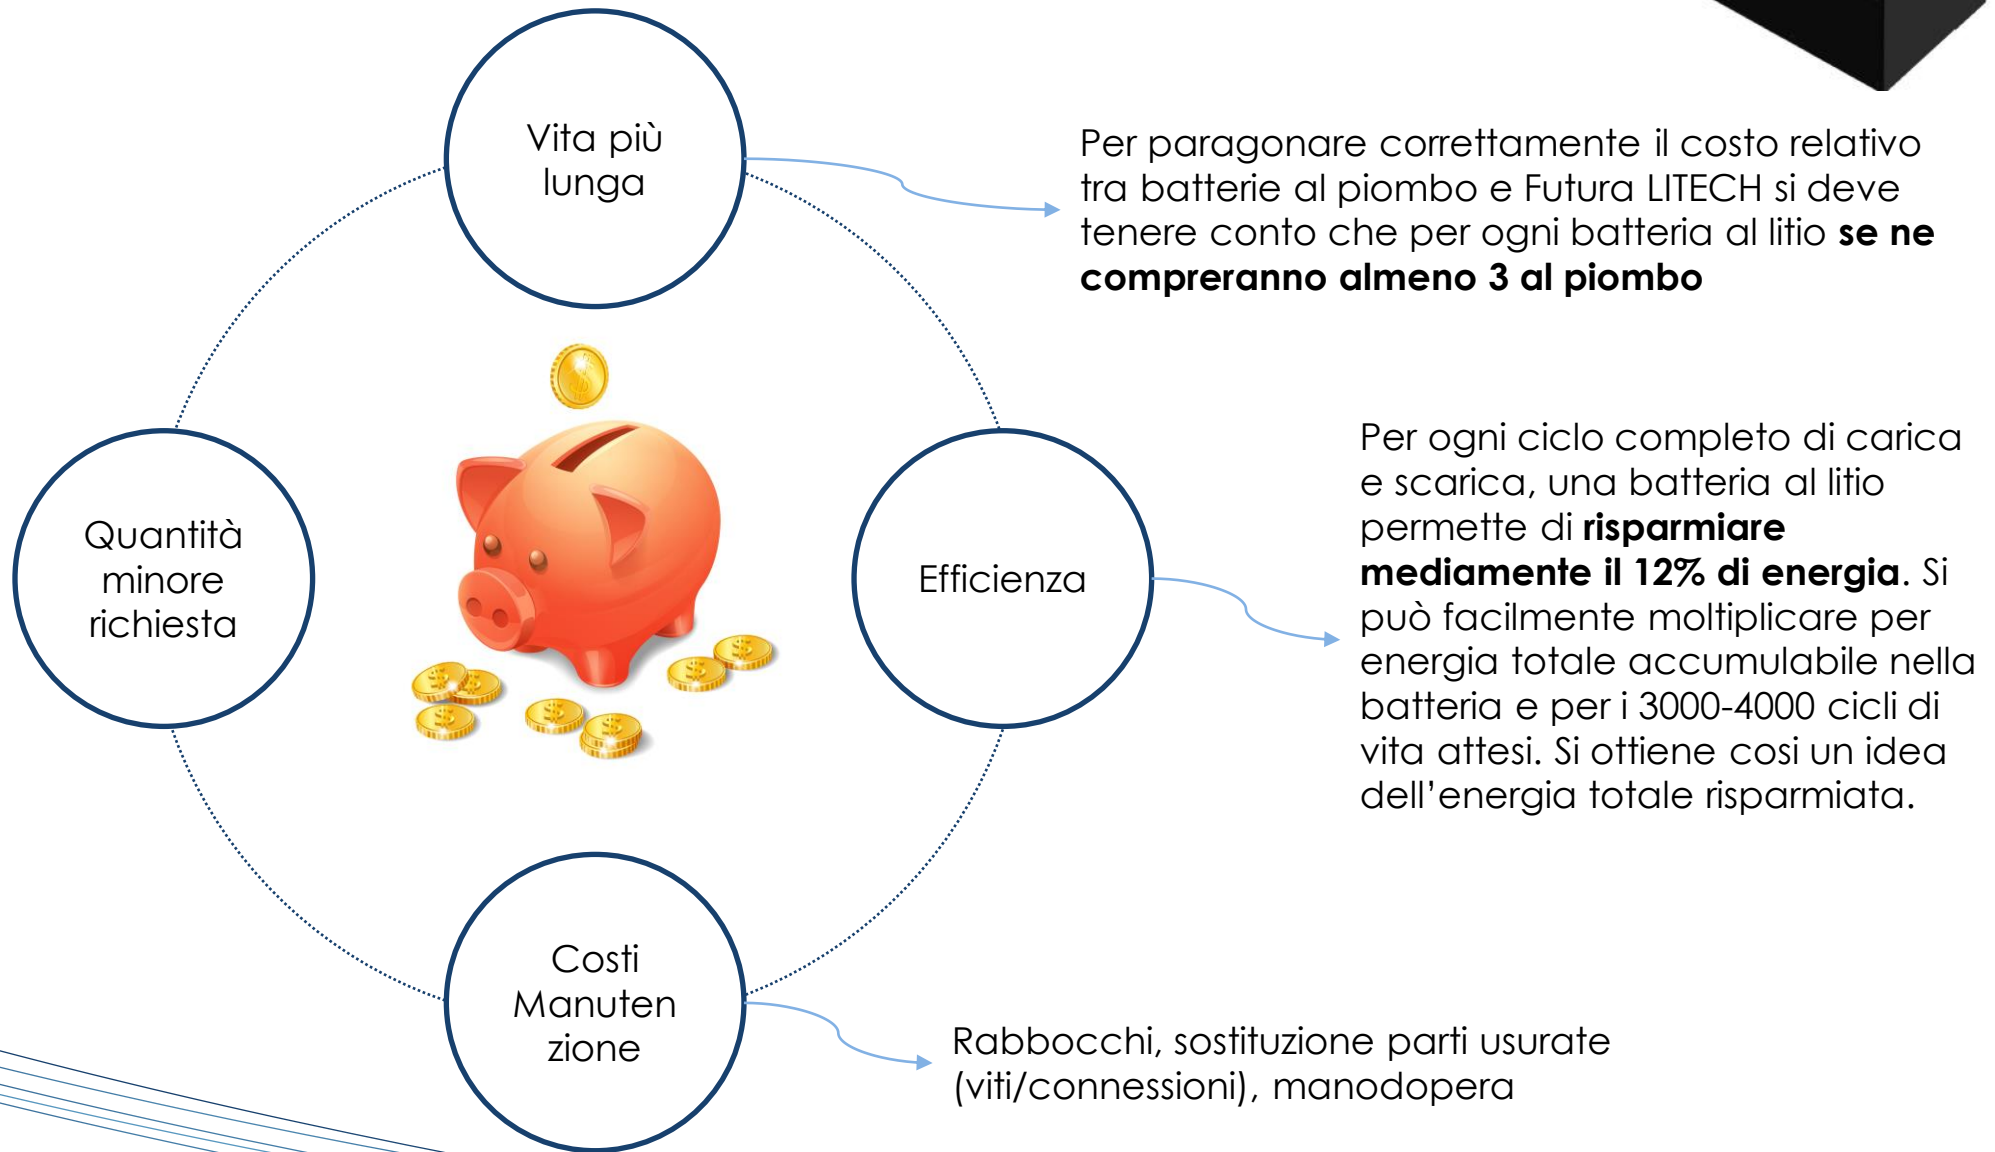 Vita più
lunga
Per paragonare correttamente il costo relativo
tra batterie al piombo e Futura LITECH si deve
tenere conto che per ogni batteria al litio se ne
compreranno almeno 3 al piombo
Quantità
minore
richiesta
Efficienza
Per ogni ciclo completo di carica
e scarica, una batteria al litio
permette di risparmiare
mediamente il 12% di energia. Si
può facilmente moltiplicare per
energia totale accumulabile nella
batteria e per i 3000-4000 cicli di
vita attesi. Si ottiene cosi un idea
dell’energia totale risparmiata.
Costi
Manuten
zione
Rabbocchi, sostituzione parti usurate
(viti/connessioni), manodopera